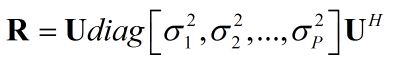 R = Udiag[σ₁², σ₂², ..., σ_P²]U^H